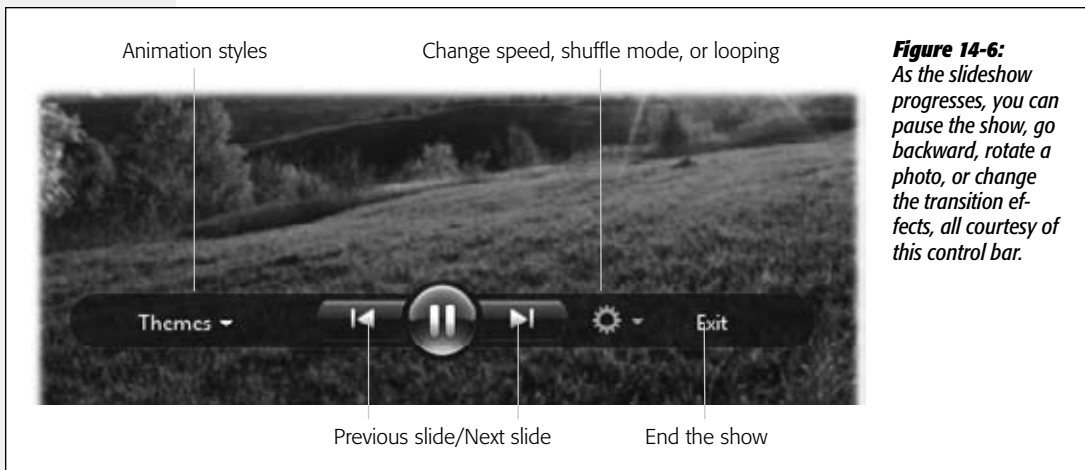 Animation styles
Change speed, shuffle mode, or looping
Themes
Exit
Previous slide/Next slide
End the show
Figure 14-6:
As the slideshow
progresses, you can
pause the show, go
backward, rotate a
photo, or change
the transition ef-
fects, all courtesy of
this control bar.